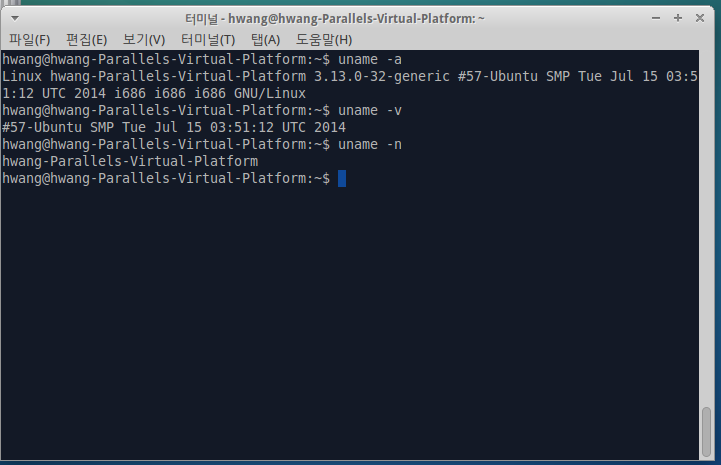 터미널 - hwang@hwang-Parallels-Virtual-Platform: ~
파일(F) 편집(E) 보기(V) 터미널(T) 탭(A) 도움말(H)
hwang@hwang-Parallels-Virtual-Platform:~$ uname -a
Linux hwang-Parallels-Virtual-Platform 3.13.0-32-generic #57-Ubuntu SMP Tue Jul 15 03:5
1:12 UTC 2014 i686 i686 i686 GNU/Linux
hwang@hwang-Parallels-Virtual-Platform:~$ uname -v
#57-Ubuntu SMP Tue Jul 15 03:51:12 UTC 2014
hwang@hwang-Parallels-Virtual-Platform:~$ uname -n
hwang-Parallels-Virtual-Platform
hwang@hwang-Parallels-Virtual-Platform:~$